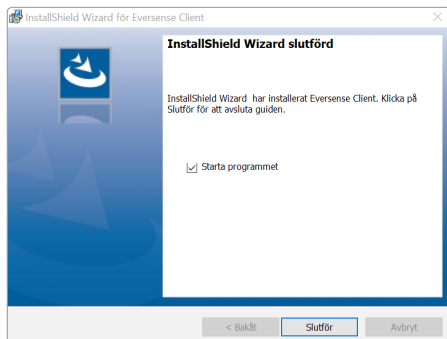 InstallShield Wizard för Eversense Client
InstallShield Wizard slutförd
InstallShield Wizard har installerat Eversense Client. Klicka på
Slutför för att avsluta guiden.
Starta programmet
< Bakåt
Slutför
Avbryt